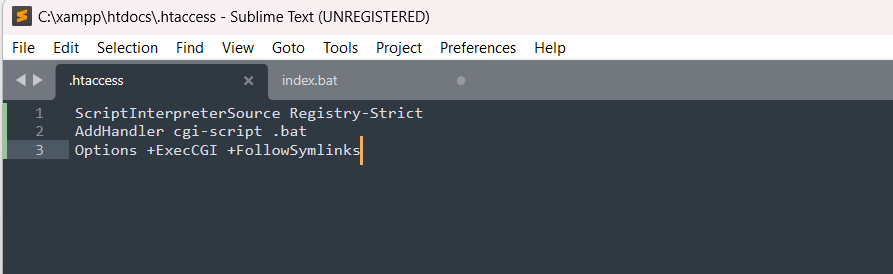 C:\xampp\htdocs\.htaccess - Sublime Text (UNREGISTERED)
File Edit Selection Find View Goto Tools Project Preferences Help
.htaccess index.bat
1 ScriptInterpreterSource Registry-Strict
2 AddHandler cgi-script .bat
3 Options +ExecCGI +FollowSymlinks